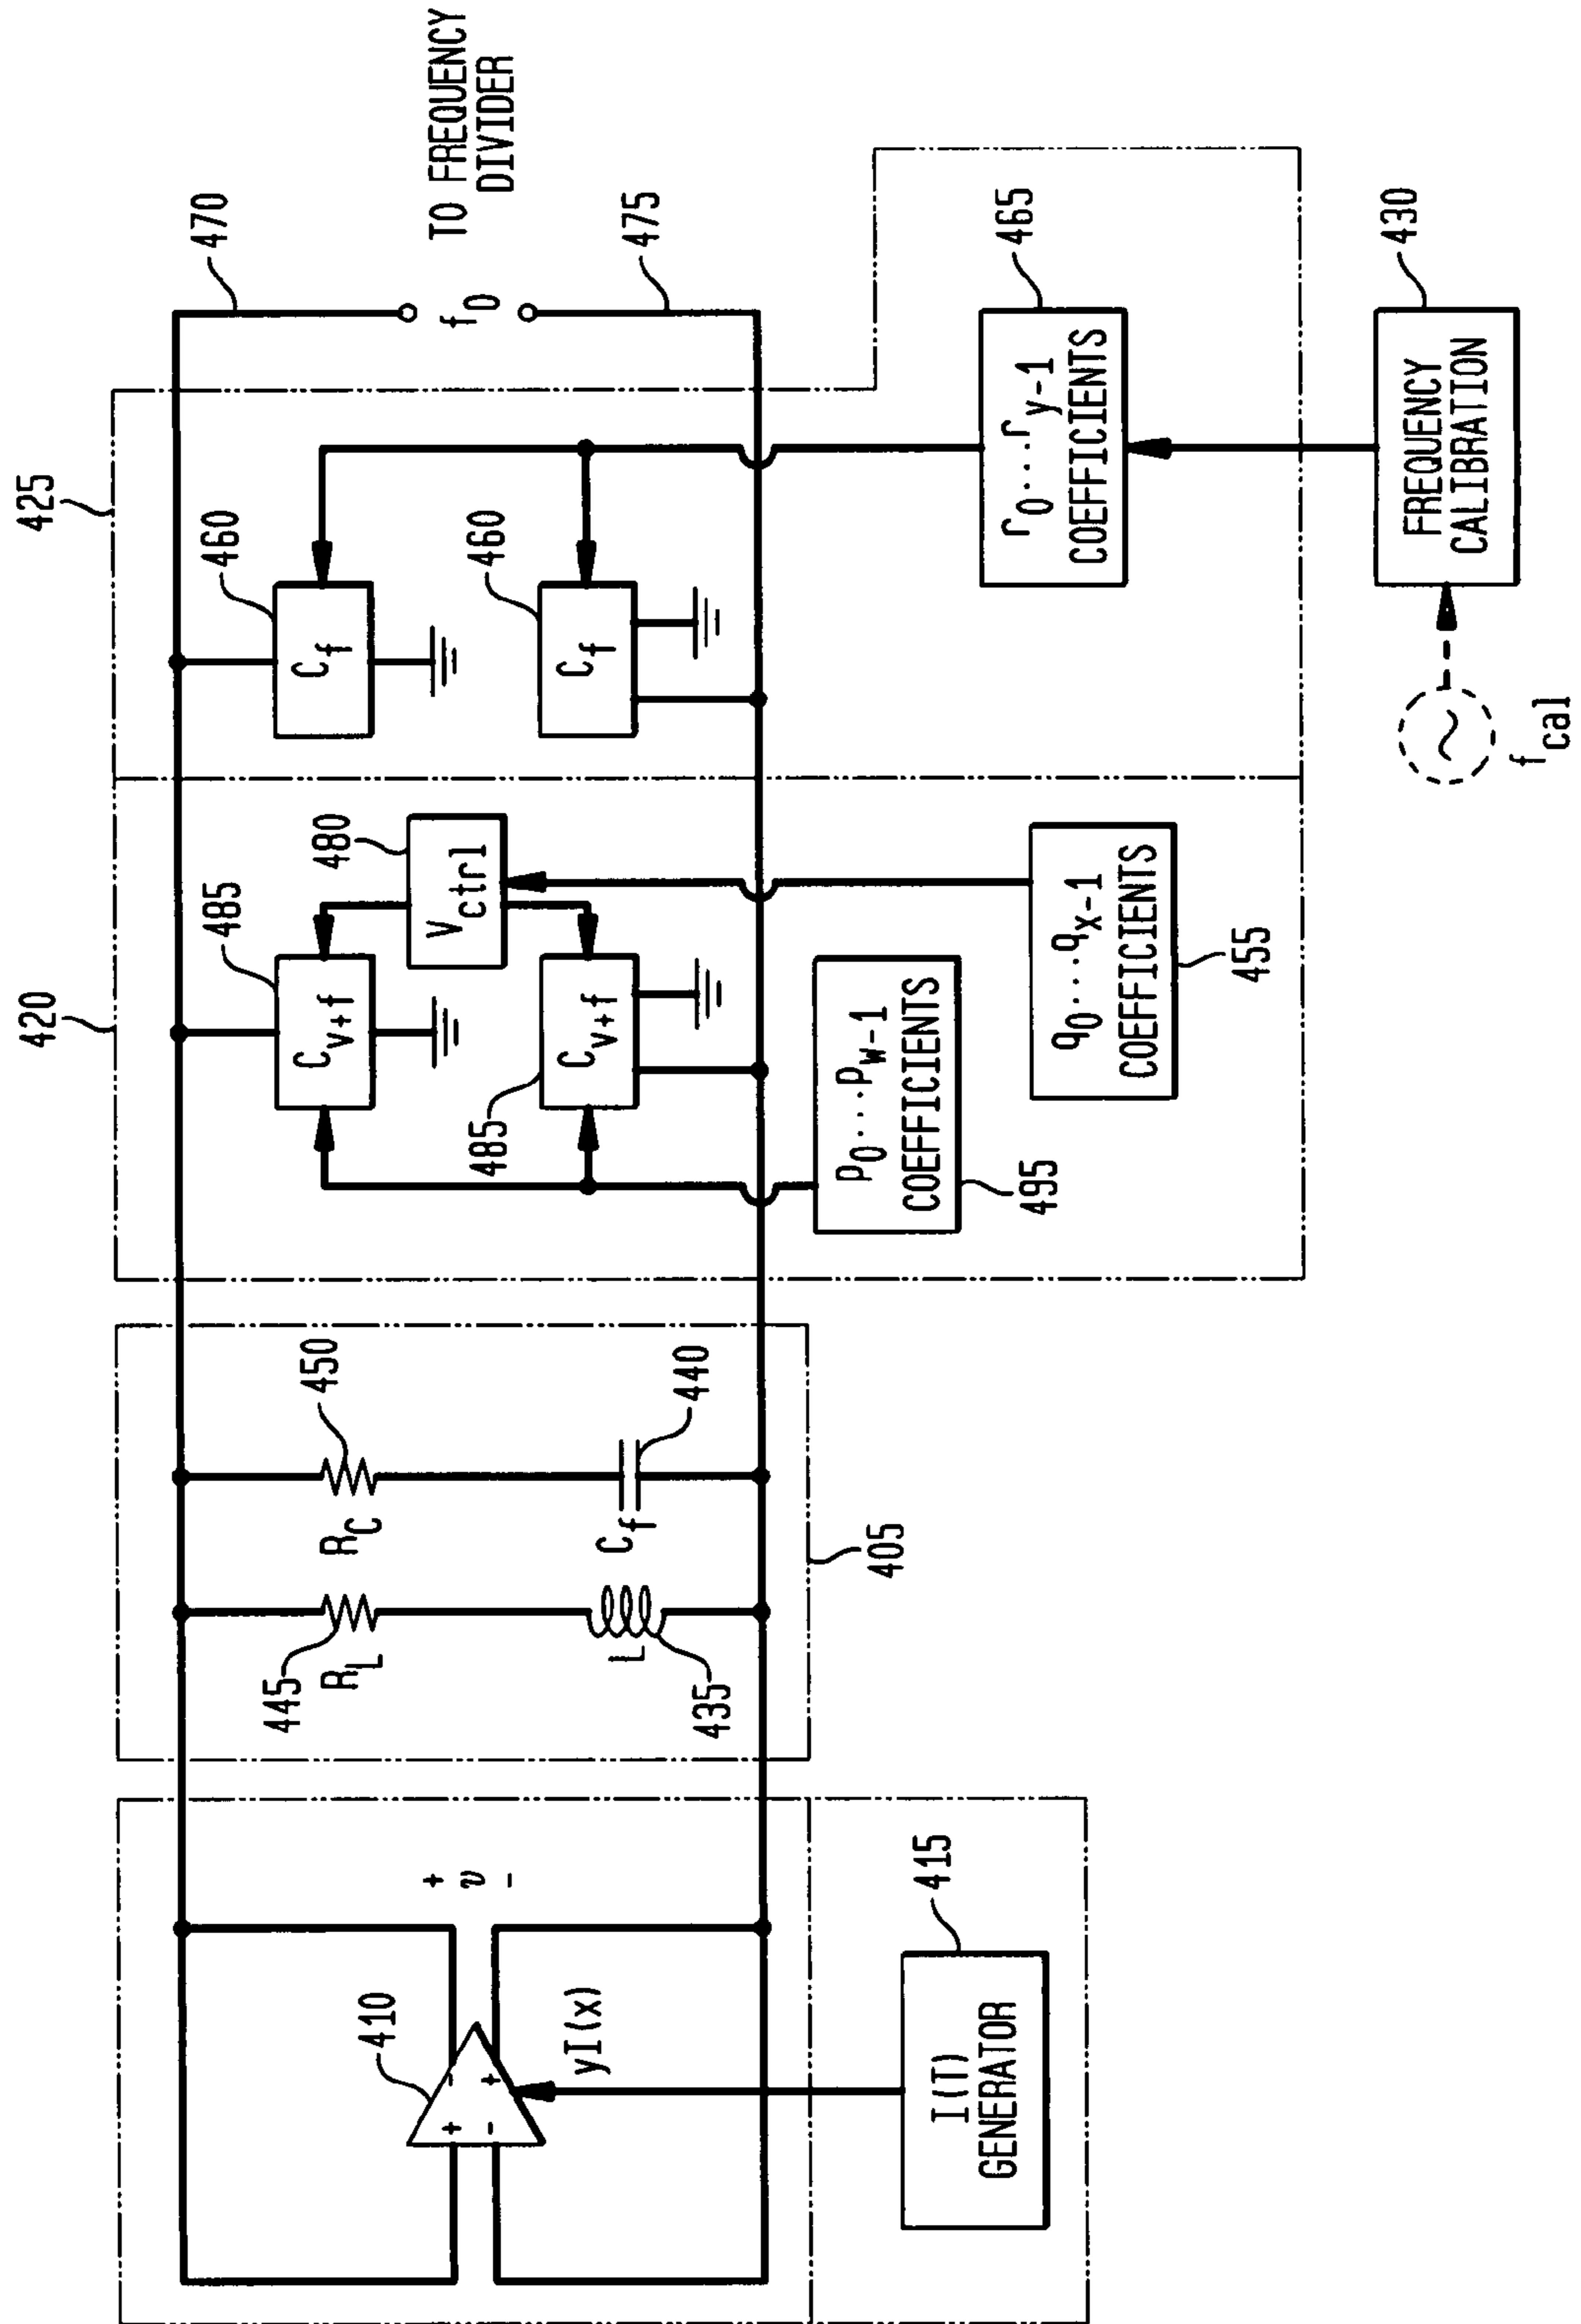 420
425
470
TO FREQUENCY
DIVIDER
f0
475
410
+
-
-
+
+
v
-
yI(x)
415
I(T)
GENERATOR
445
RL
L
435
450
RC
Cf
440
405
485
Cv+f
480
Vctrl
485
Cv+f
P0...Pw-1
COEFFICIENTS
495
q0...qx-1
COEFFICIENTS
455
460
Cf
460
Cf
r0...ry-1
COEFFICIENTS
465
430
FREQUENCY
CALIBRATION
~
fcal